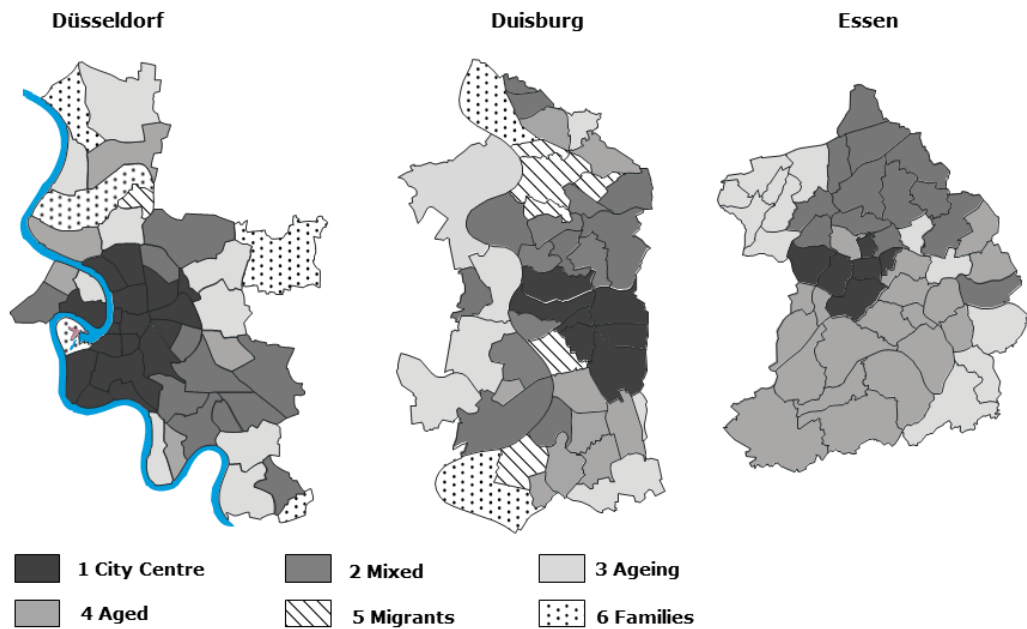 Düsseldorf
Duisburg
Essen
1 City Centre
2 Mixed
3 Ageing
4 Aged
5 Migrants
6 Families